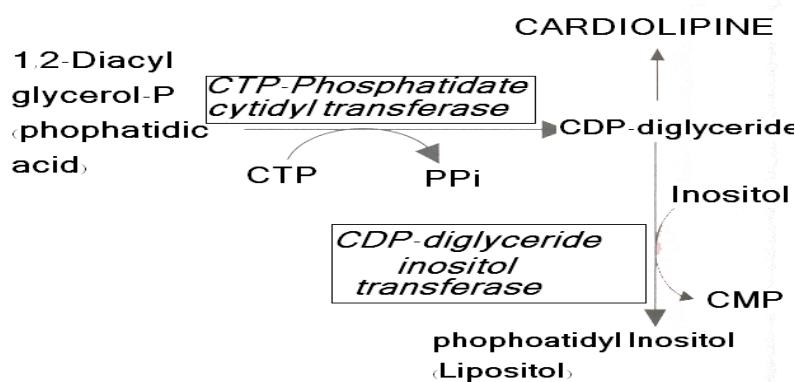 CARDIOLIPINE
1,2-Diacyl
glycerol-P
(phophatidic
acid)
CTP-Phosphatidate
cytidyl transferase
CDP-diglyceride
CTP
PPi
Inositol
CDP-diglyceride
inositol
transferase
CMP
phophoatidyl Inositol
(Lipositol)